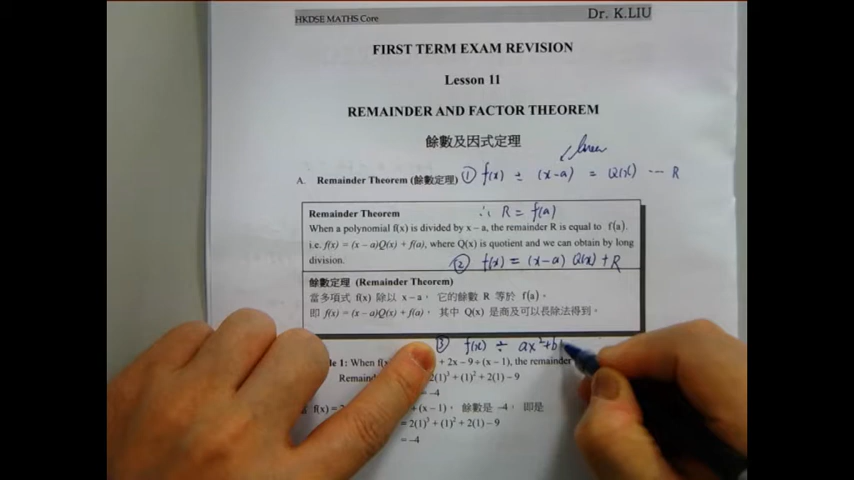 HKDSE MATHS Core
Dr. K.LIU
FIRST TERM EXAM REVISION
Lesson 11
REMAINDER AND FACTOR THEOREM
餘數及因式定理
linear
A. Remainder Theorem (餘數定理) ① f(x) ÷ (x-a) = Q(x) --- R
Remainder Theorem ∴ R = f(a)
When a polynomial f(x) is divided by x – a, the remainder R is equal to f(a).
i.e. f(x) = (x – a)Q(x) + f(a), where Q(x) is quotient and we can obtain by long
division. ② f(x) = (x-a) Q(x) + R
餘數定理 (Remainder Theorem)
當多項式 f(x) 除以 x – a, 它的餘數 R 等於 f(a)。
即 f(x) = (x – a)Q(x) + f(a), 其中 Q(x) 是商及可以長除法得到。
③ f(x) ÷ ax²+b
le 1: When f(x + 2x – 9 ÷ (x – 1), the remainder
Remain 2(1)³ + (1)² + 2(1) – 9
= –4
f(x) = 2 ÷ (x – 1), 餘數是 –4, 即是
= 2(1)³ + (1)² + 2(1) – 9
= –4